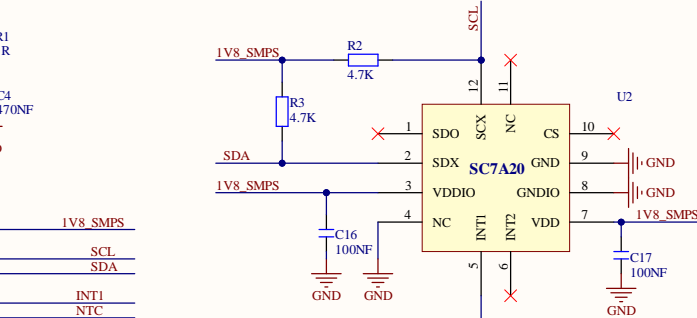 SCL
R1
R
1V8_SMPS
R2
4.7K
12
11
U2
C4
470NF
R3
4.7K
1
SDO
SCX
NC
CS
10
SDA
2
SDX
SC7A20
GND
9
GND
1V8_SMPS
3
VDDIO
GNDIO
8
GND
4
NC
INT1
INT2
VDD
7
1V8_SMPS
1V8_SMPS
C16
100NF
SCL
SDA
5
6
C17
100NF
GND
GND
INT1
NTC
GND